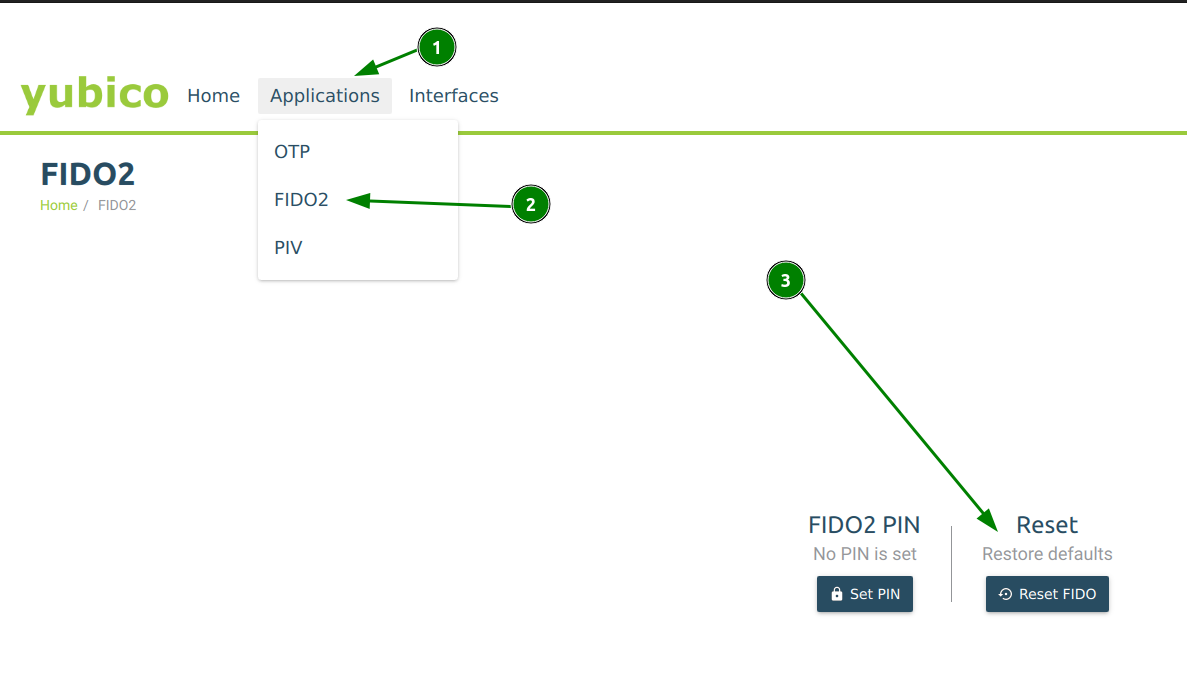 1
yubico Home Applications Interfaces
OTP
FIDO2
Home / FIDO2
FIDO2
2
PIV
3
FIDO2 PIN
No PIN is set
Set PIN
Reset
Restore defaults
Reset FIDO